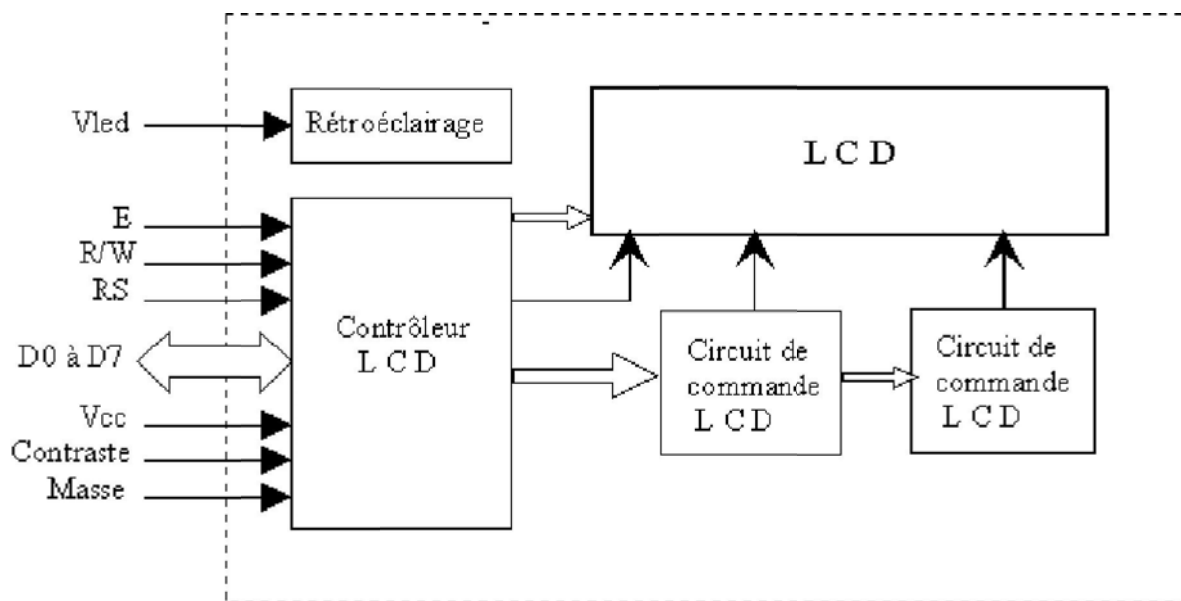 Vled
Rétroéclairage
L C D
E
R/W
RS
D0 à D7
Vcc
Contraste
Masse
Contrôleur
L C D
Circuit de
commande
L C D
Circuit de
commande
L C D